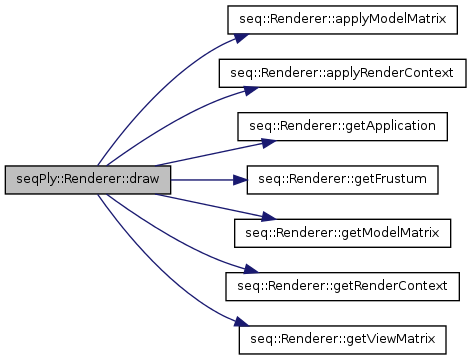 seq::Renderer::applyModelMatrix
seq::Renderer::applyRenderContext
seq::Renderer::getApplication
seqPly::Renderer::draw
seq::Renderer::getFrustum
seq::Renderer::getModelMatrix
seq::Renderer::getRenderContext
seq::Renderer::getViewMatrix